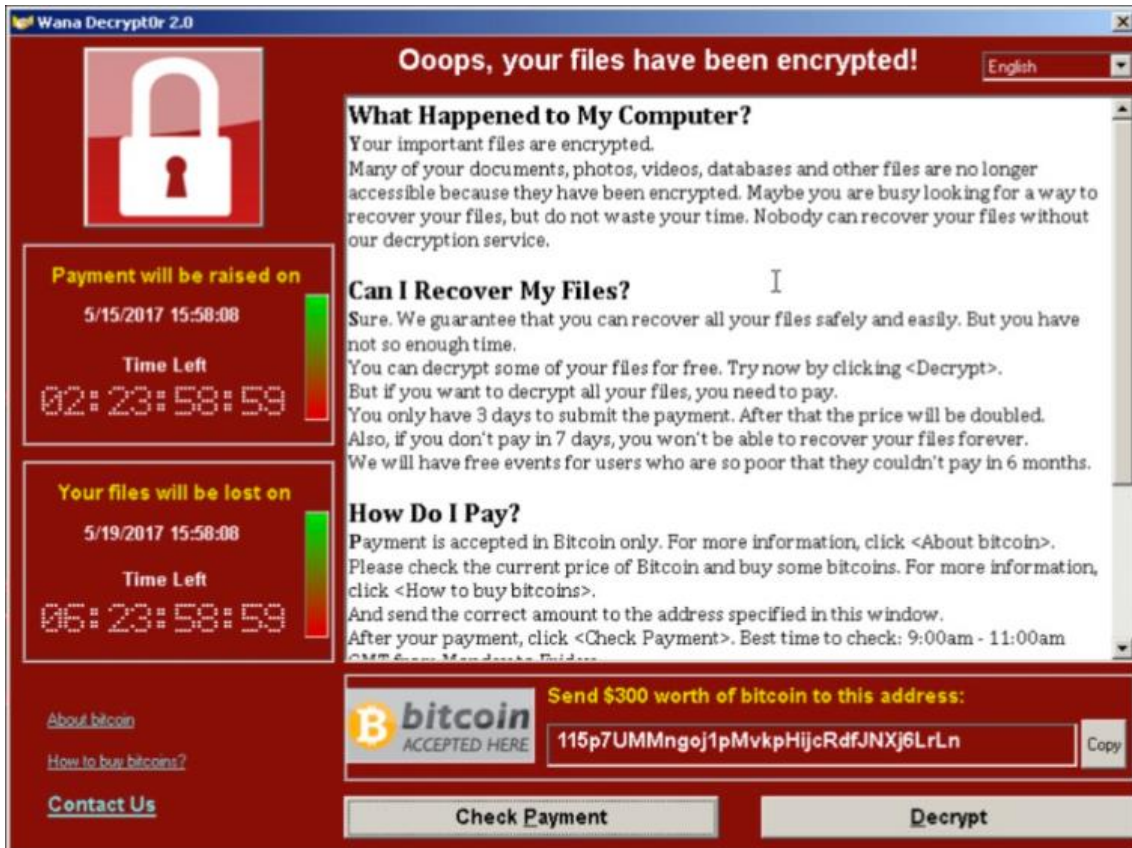 Wana Decrypt0r 2.0
Ooops, your files have been encrypted!
English
Payment will be raised on
5/15/2017 15:58:08
Time Left
02:23:58:59
Your files will be lost on
5/19/2017 15:58:08
Time Left
06:23:58:59
About bitcoin
How to buy bitcoins?
Contact Us
What Happened to My Computer?
Your important files are encrypted.
Many of your documents, photos, videos, databases and other files are no longer
accessible because they have been encrypted. Maybe you are busy looking for a way to
recover your files, but do not waste your time. Nobody can recover your files without
our decryption service.
Can I Recover My Files?
Sure. We guarantee that you can recover all your files safely and easily. But you have
not so enough time.
You can decrypt some of your files for free. Try now by clicking <Decrypt>.
But if you want to decrypt all your files, you need to pay.
You only have 3 days to submit the payment. After that the price will be doubled.
Also, if you don't pay in 7 days, you won't be able to recover your files forever.
We will have free events for users who are so poor that they couldn't pay in 6 months.
How Do I Pay?
Payment is accepted in Bitcoin only. For more information, click <About bitcoin>.
Please check the current price of Bitcoin and buy some bitcoins. For more information,
click <How to buy bitcoins>.
And send the correct amount to the address specified in this window.
After your payment, click <Check Payment>. Best time to check: 9:00am - 11:00am
bitcoin
ACCEPTED HERE
Send $300 worth of bitcoin to this address:
115p7UMMngoj1pMvkpHijcRdfJNXj6LrLn
Copy
Check Payment
Decrypt